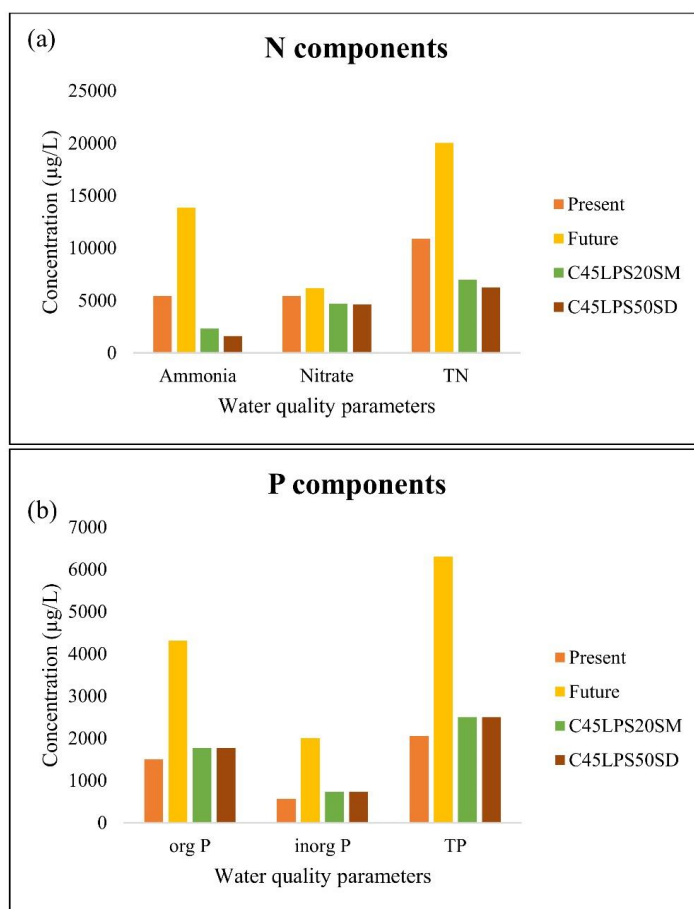 (a)
N components
Concentration (µg/L)
25000
20000
15000
10000
5000
0
Ammonia
Nitrate
TN
Water quality parameters
Present
Future
C45LPS20SM
C45LPS50SD
(b)
P components
Concentration (µg/L)
7000
6000
5000
4000
3000
2000
1000
0
org P
inorg P
TP
Water quality parameters
Present
Future
C45LPS20SM
C45LPS50SD